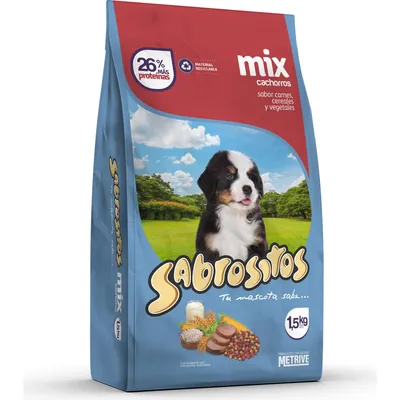 26%
MÁS
proteínas
MATERIAL
RECICLABLE
mix
cachorros
sabor carnes,
cereales
y vegetales
Sabrositos
Tu mascota sabe...
1,5kg
METRIVE
Sabrositos
mix